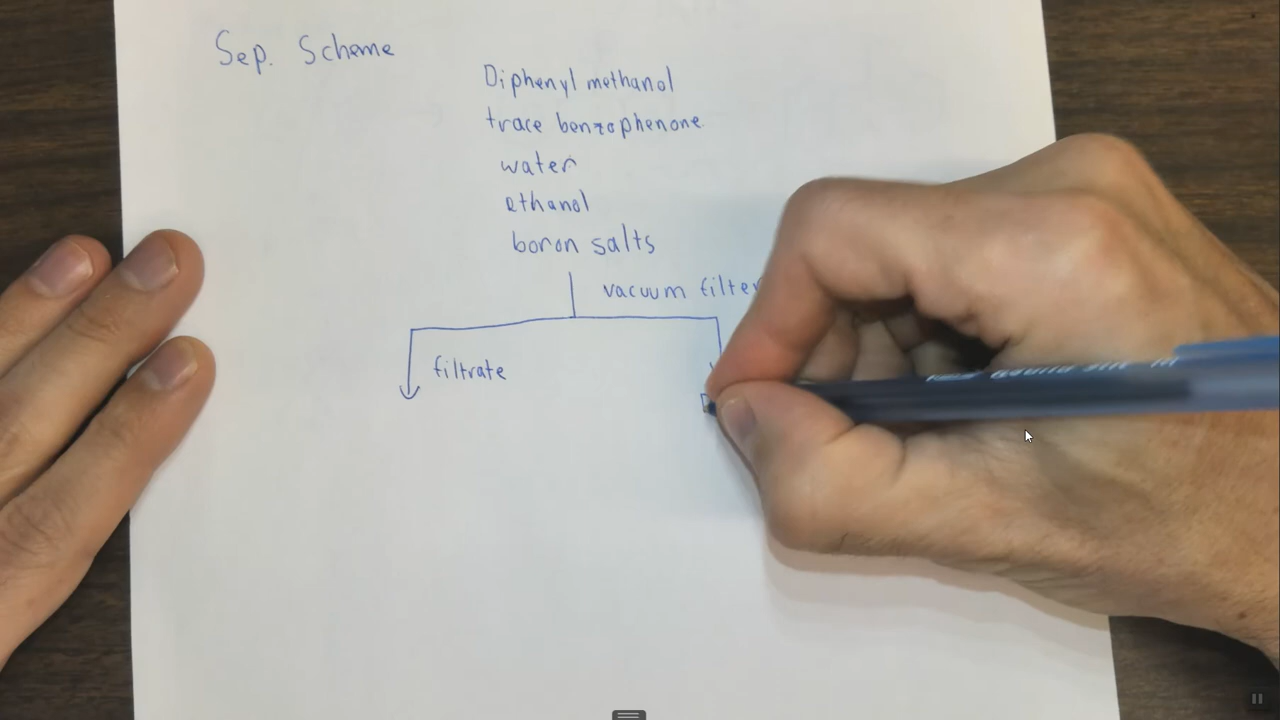 Sep. Scheme
Diphenyl methanol
trace benzophenone
water
ethanol
boron salts
vacuum filter
filtrate